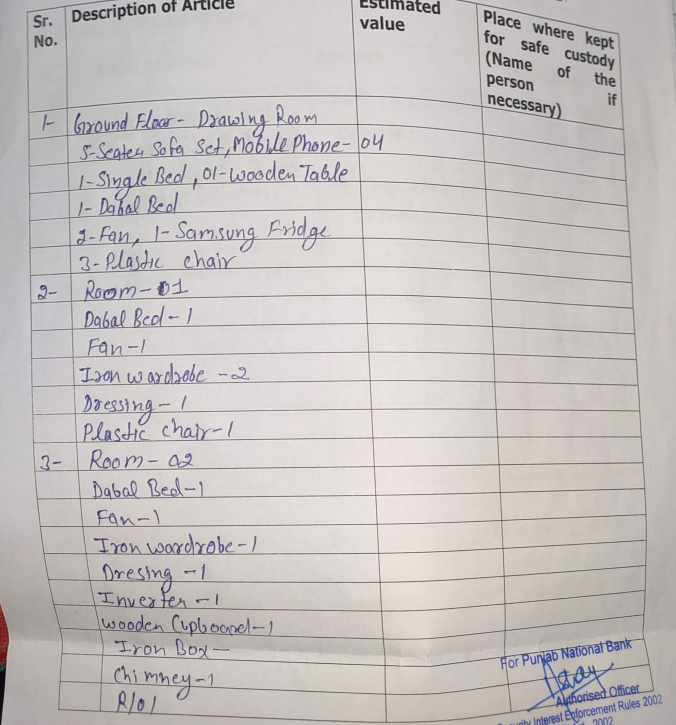 Sr. No.
Description of Article
Estimated value
Place where kept for safe custody (Name of the person if necessary)
1- Ground Floor - Drawing Room
5-Seater Sofa Set, Mobile Phone - 04
1-Single Bed, 01-Wooden Table
1- Dabal Bed
2-Fan, 1-Samsung Fridge
3-Plastic chair
2- Room-01
Dabal Bed-1
Fan-1
Iron wardrobe -2
Dressing-1
Plastic chair-1
3- Room-02
Dabal Bed-1
Fan-1
Iron wardrobe-1
Dresing -1
Inverter-1
Wooden Cupboard-1
Iron Box-
Chimney-1
R/01
For Punjab National Bank
Authorised Officer
Interest Enforcement Rules 2002
2002